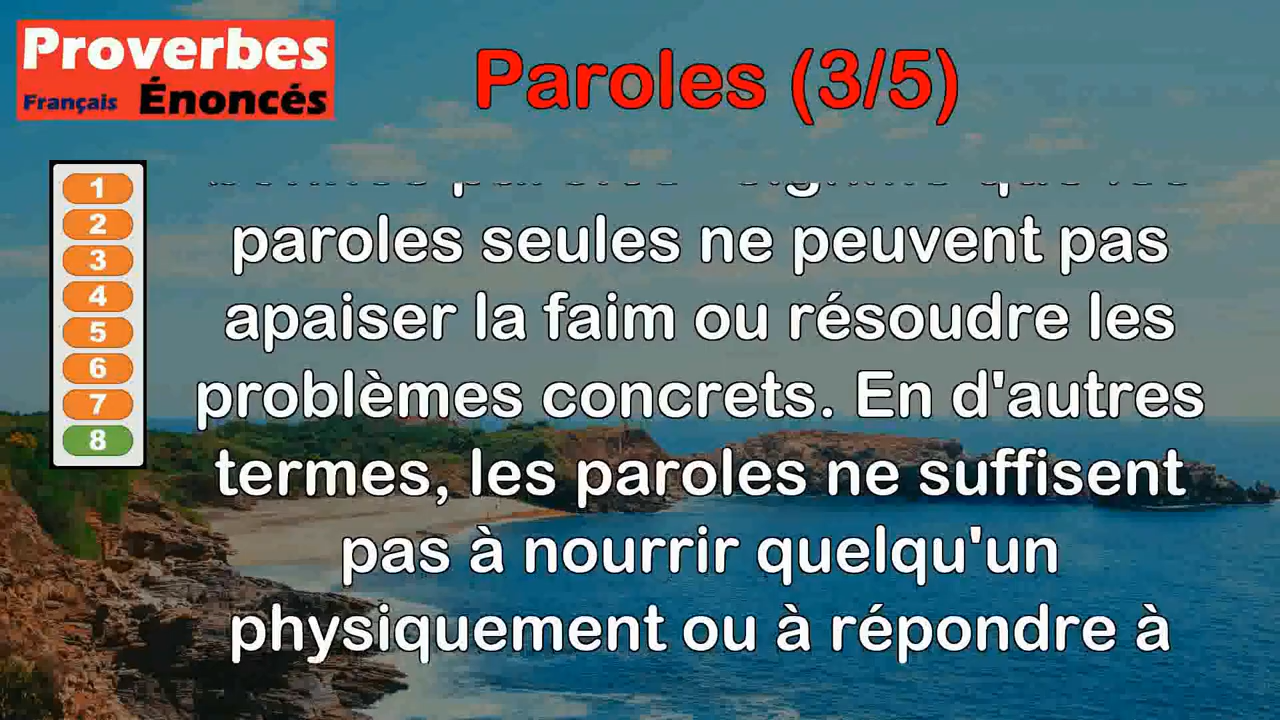 Proverbes
Français Énoncés
Paroles (3/5)
1
2
3
4
5
6
7
8
paroles seules ne peuvent pas
apaiser la faim ou résoudre les
problèmes concrets. En d'autres
termes, les paroles ne suffisent
pas à nourrir quelqu'un
physiquement ou à répondre à